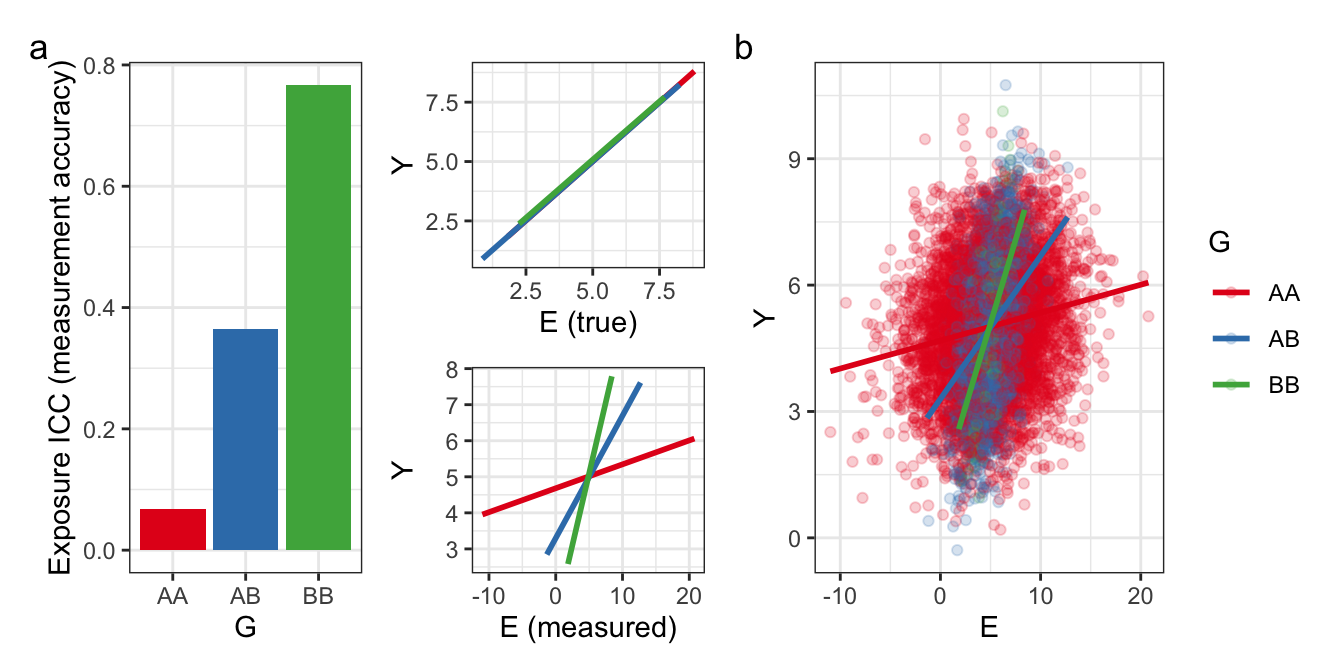 a
Exposure ICC (measurement accuracy)
0.8
0.6
0.4
0.2
0.0
AA AB BB
G
Y
7.5
5.0
2.5
2.5 5.0 7.5
E (true)
Y
8
7
6
5
4
3
-10 0 10 20
E (measured)
b
Y
9
6
3
0
-10 0 10 20
E
G
AA
AB
BB